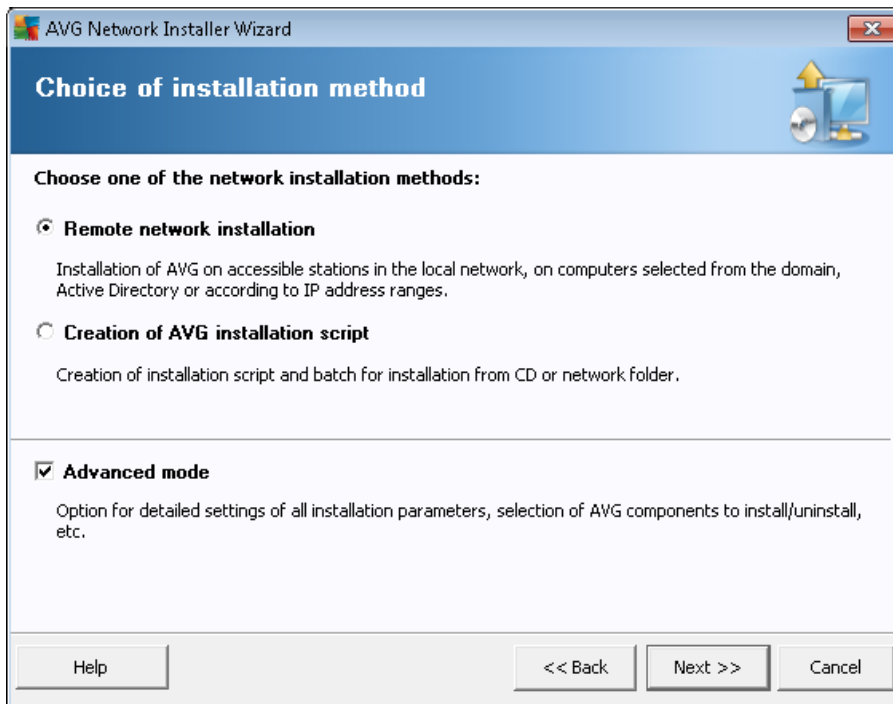 AVG Network Installer Wizard
Choice of installation method
Choose one of the network installation methods:
Remote network installation
Installation of AVG on accessible stations in the local network, on computers selected from the domain,
Active Directory or according to IP address ranges.
Creation of AVG installation script
Creation of installation script and batch for installation from CD or network folder.
Advanced mode
Option for detailed settings of all installation parameters, selection of AVG components to install/uninstall,
etc.
Help
<< Back
Next >>
Cancel